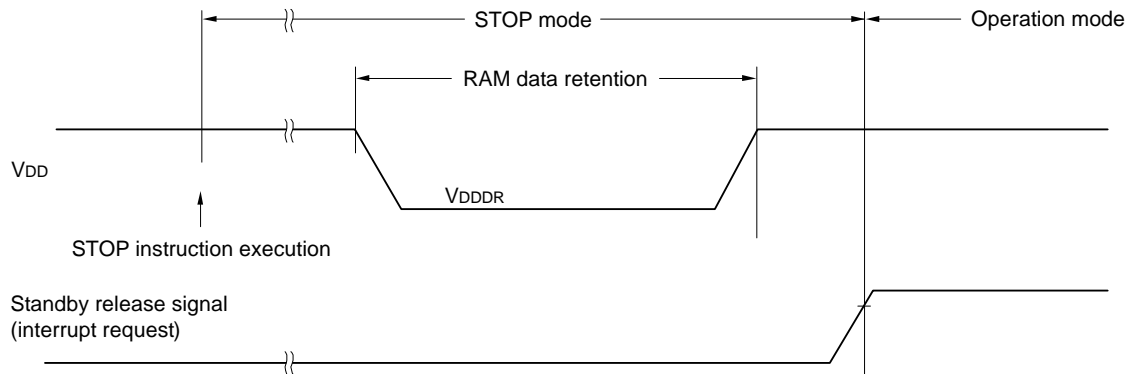 STOP mode
Operation mode
RAM data retention
VDD
VDDDR
STOP instruction execution
Standby release signal
(interrupt request)